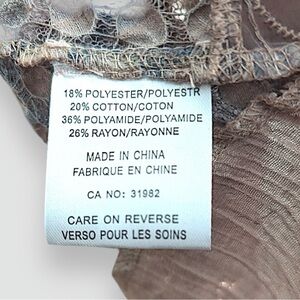 18% POLYESTER/POLYESTR
20% COTTON/COTON
36% POLYAMIDE/POLYAMIDE
26% RAYON/RAYONNE
MADE IN CHINA
FABRIQUE EN CHINE
CA NO: 31982
CARE ON REVERSE
VERSO POUR LES SOINS